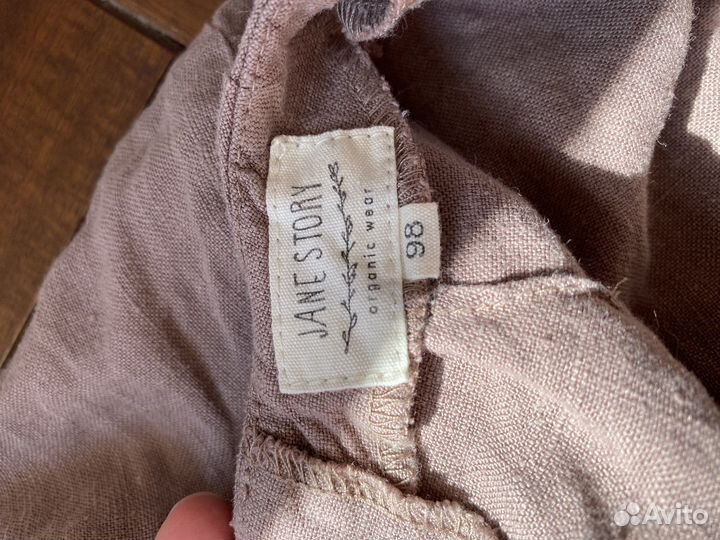 JANE STORY
organic wear
98
Avito